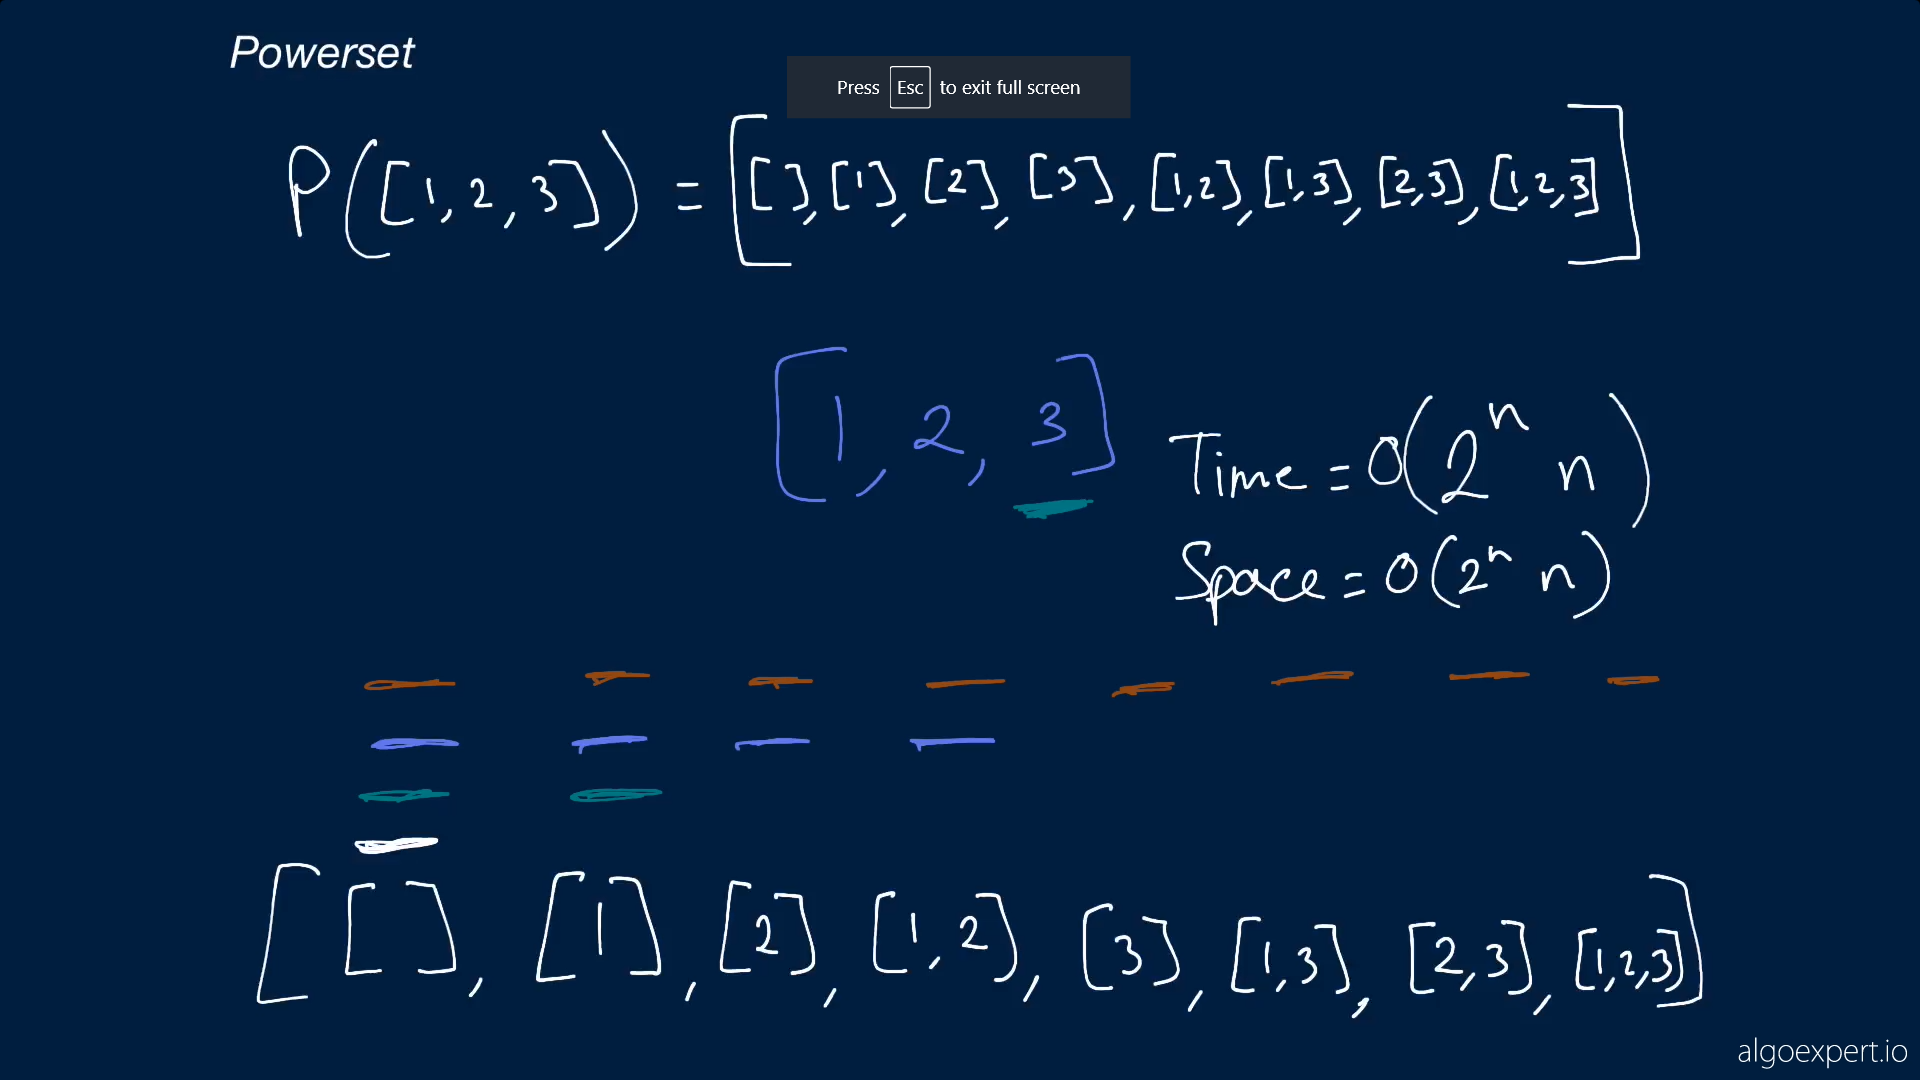 Powerset
Press Esc to exit full screen
P([1, 2, 3]) = [[ ], [1], [2], [3], [1,2], [1,3], [2,3], [1,2,3]]
[1, 2, 3]
Time = O(2ⁿ n)
Space = O(2ⁿ n)
[[ ], [1], [2], [1,2], [3], [1,3], [2,3], [1,2,3]]
algoexpert.io